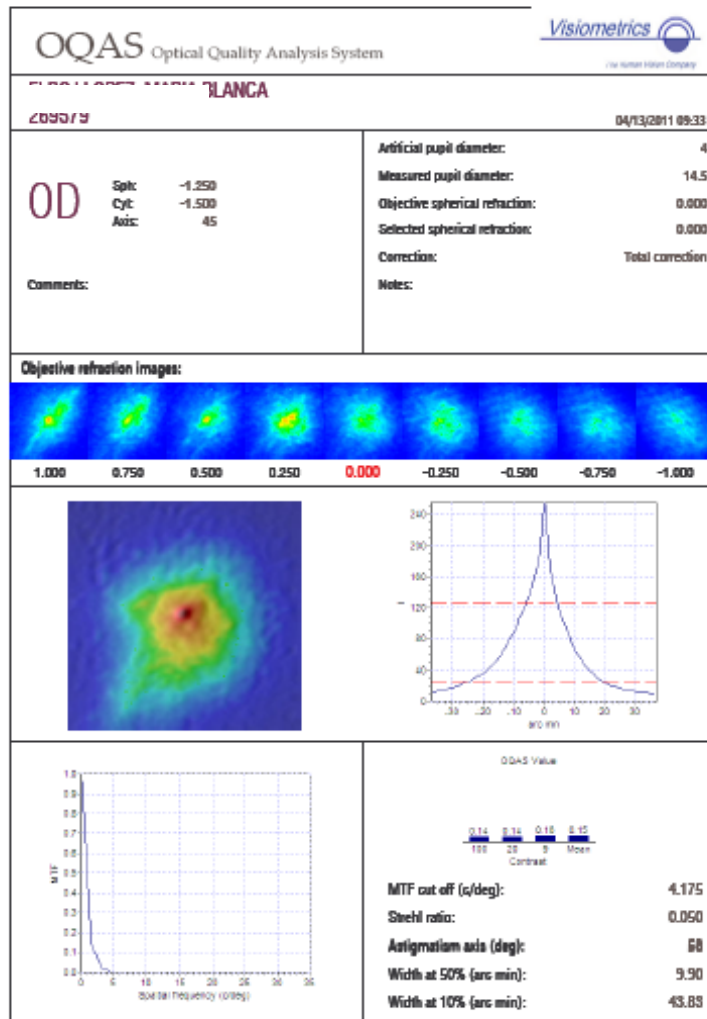 OQAS Optical Quality Analysis System
Visiometrics
BLANCA
269579
04/13/2011 09:33
OD
Sph: -1.250
Cyl: -1.500
Axis: 45
Comments:
Artificial pupil diameter: 4
Measured pupil diameter: 14.5
Objective spherical refraction: 0.000
Selected spherical refraction: 0.000
Correction: Total correction
Notes:
Objective refraction images:
1.000 0.750 0.500 0.250 0.000 -0.250 -0.500 -0.750 -1.000
240
200
160
120
80
40
0
-30 -20 -10 0 10 20 30
arc min
1.0
0.9
0.8
0.7
0.6
0.5
0.4
0.3
0.2
0.1
0.0
MTF
0 5 10 15 20 25 30 35
Spatial frequency (c/deg)
OQAS Value
0.14 0.14 0.16 0.15
100 20 9 Mean
Contrast
MTF cut off (c/deg): 4.175
Strehl ratio: 0.050
Astigmatism axis (deg): 68
Width at 50% (arc min): 9.90
Width at 10% (arc min): 43.83